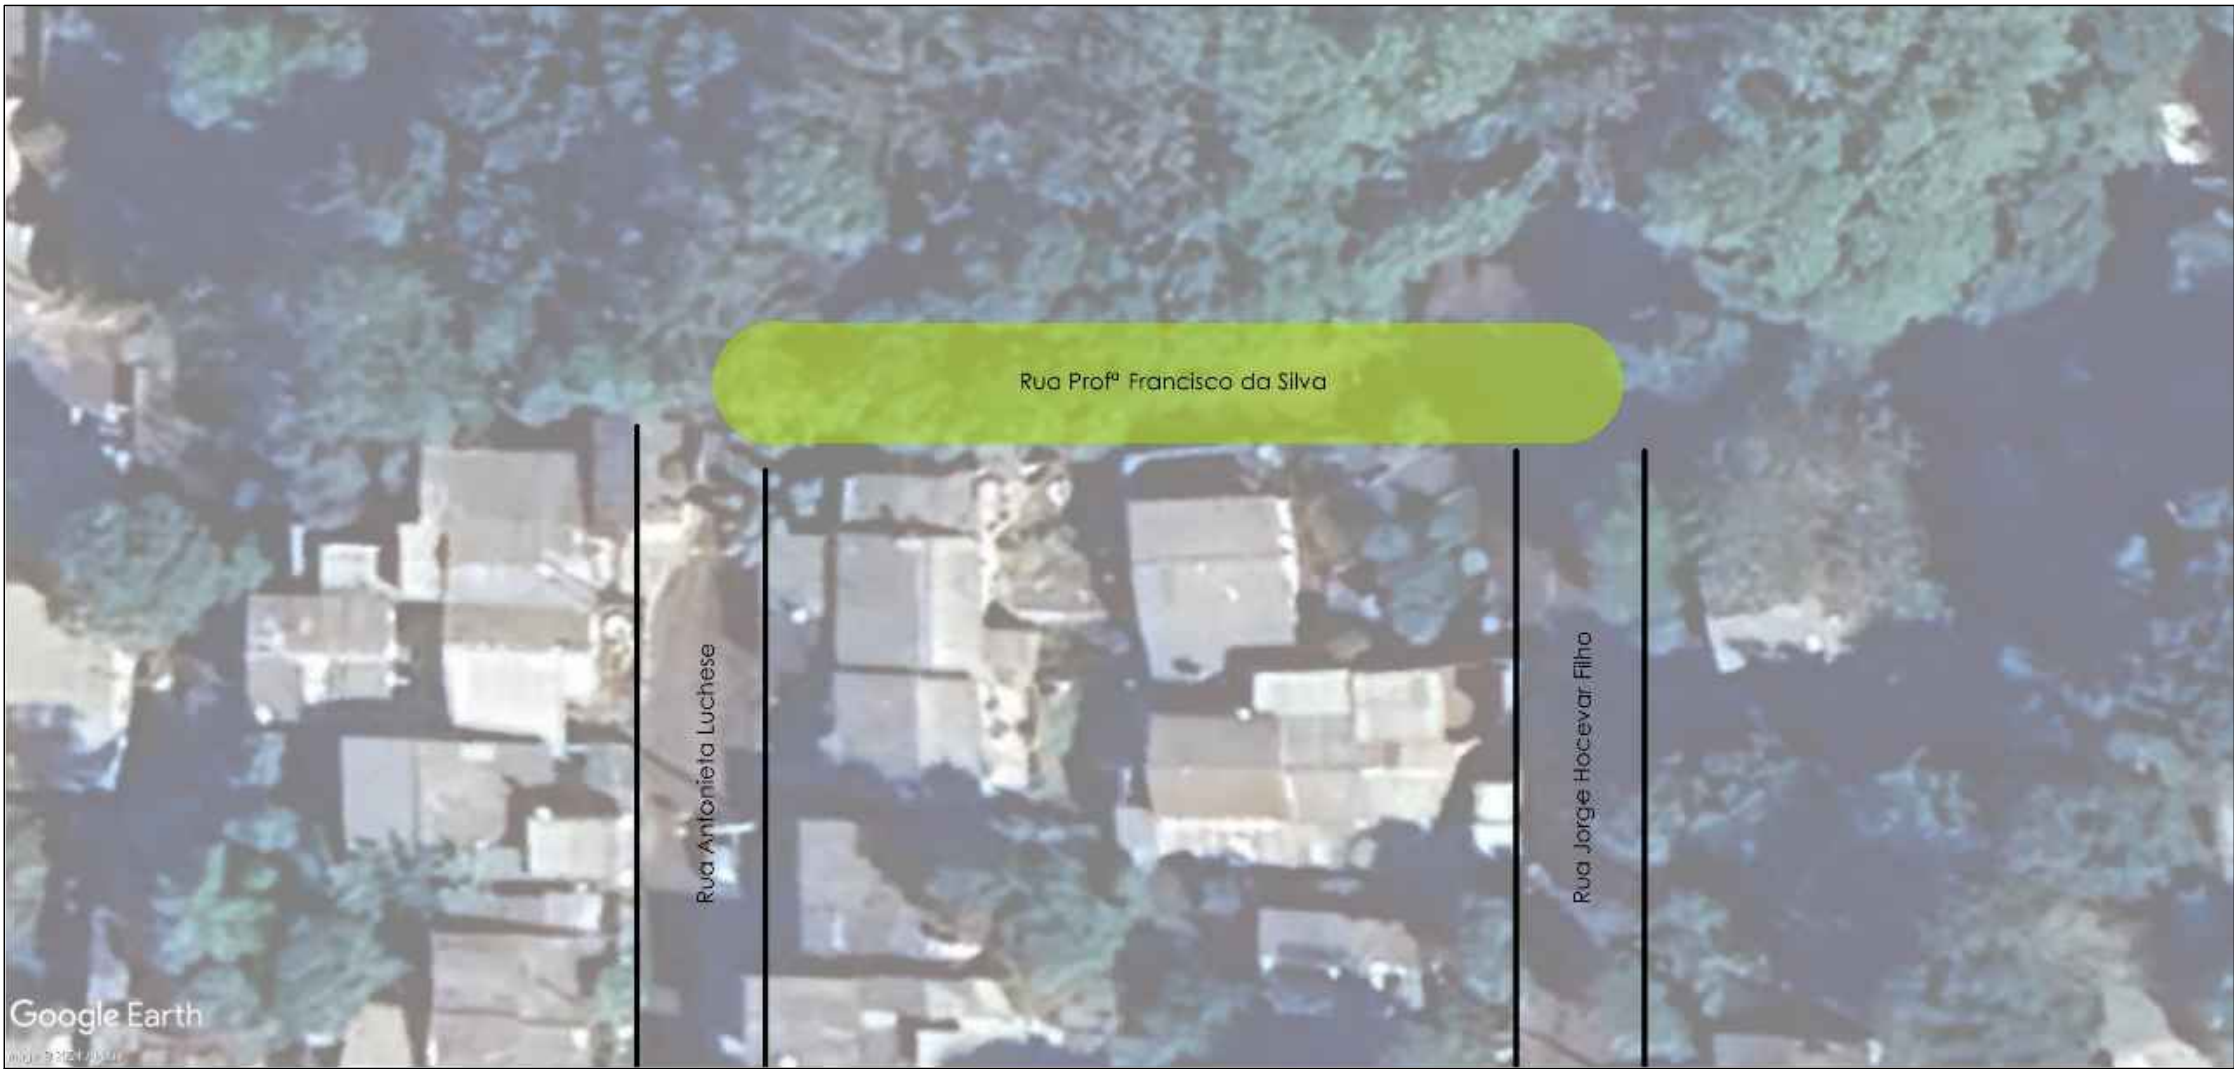 Rua Profª Francisco da Silva
Rua Antonieta Luchese
Rua Jorge Hocevar Filho
Google Earth